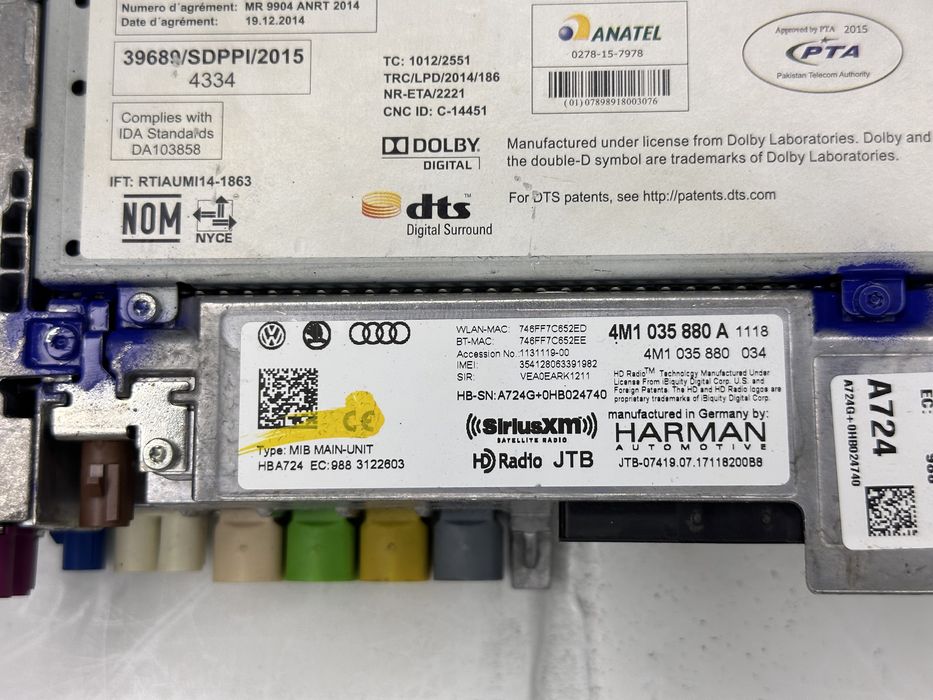 Numero d'agrément: MR 9904 ANRT 2014
Date d'agrément: 19.12.2014
39689/SDPPI/2015
4334
Complies with
IDA Standards
DA103858
IFT: RTIAUMI14-1863
NOM
NYCE
TC: 1012/2551
TRC/LPD/2014/186
NR-ETA/2221
CNC ID: C-14451
DOLBY.
DIGITAL
dts™
Digital Surround
ANATEL
0278-15-7978
(01)07898918003076
Approved by PTA 2015
PTA
Pakistan Telecom Authority
Manufactured under license from Dolby Laboratories. Dolby and
the double-D symbol are trademarks of Dolby Laboratories.
For DTS patents, see http://patents.dts.com
WLAN-MAC: 746FF7C652ED
BT-MAC: 746FF7C652EE
Accession No.:1131119-00
IMEI: 354128063391982
SIR: VEA0EARK1211
HB-SN:A724G+0HB024740
4M1 035 880 A 1118
4M1 035 880 034
HD Radio™ Technology Manufactured Under
License From iBiquity Digital Corp. U.S. and
Foreign Patents. The HD and HD Radio logos are
proprietary trademarks of iBiquity Digital Corp.
CE
Type: MIB MAIN-UNIT
HBA724 EC:988 3122603
SiriusXM
SATELLITE RADIO
HD Radio JTB
manufactured in Germany by:
HARMAN
AUTOMOTIVE
JTB-07419.07.17118200B8
A724G+0HB024740
A724
EC:
988